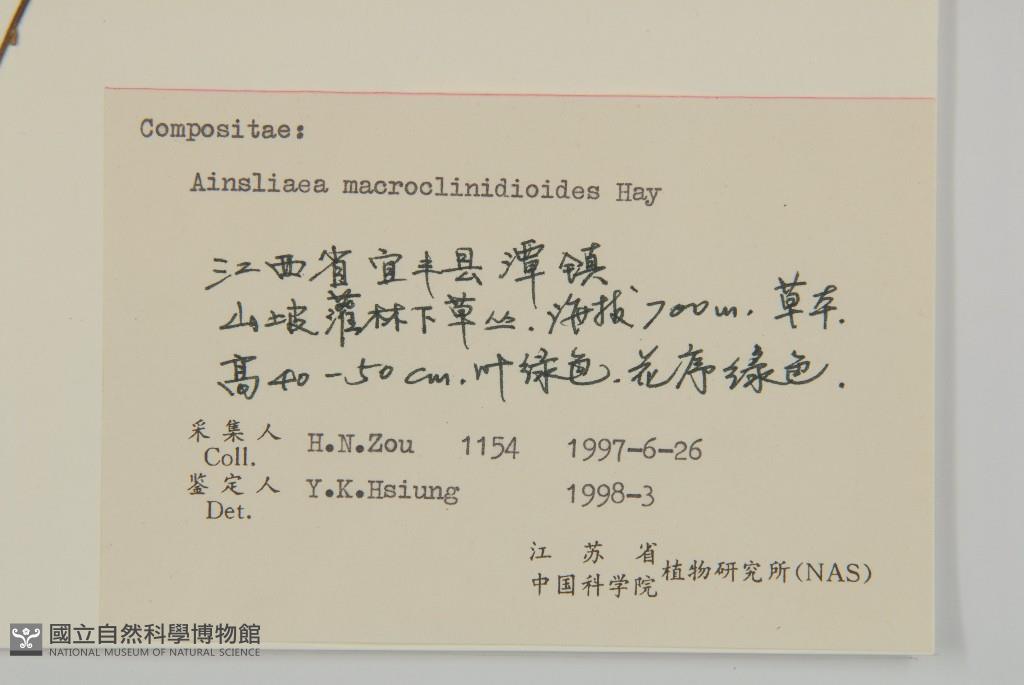 Compositae:
Ainsliaea macroclinidioides Hay
江西省宜丰县潭镇
山坡灌林下草丛.海拔700m.草本.
高40-50cm.叶绿色.花序绿色.
采集人 H.N.Zou 1154 1997-6-26
Coll.
鉴定人 Y.K.Hsiung 1998-3
Det.
江苏省
中国科学院 植物研究所(NAS)
國立自然科學博物館
NATIONAL MUSEUM OF NATURAL SCIENCE